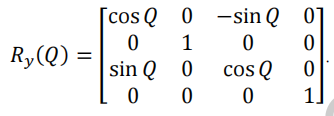 R_y(Q) = [cos Q 0 −sin Q 0
0 1 0 0
sin Q 0 cos Q 0
0 0 0 1].